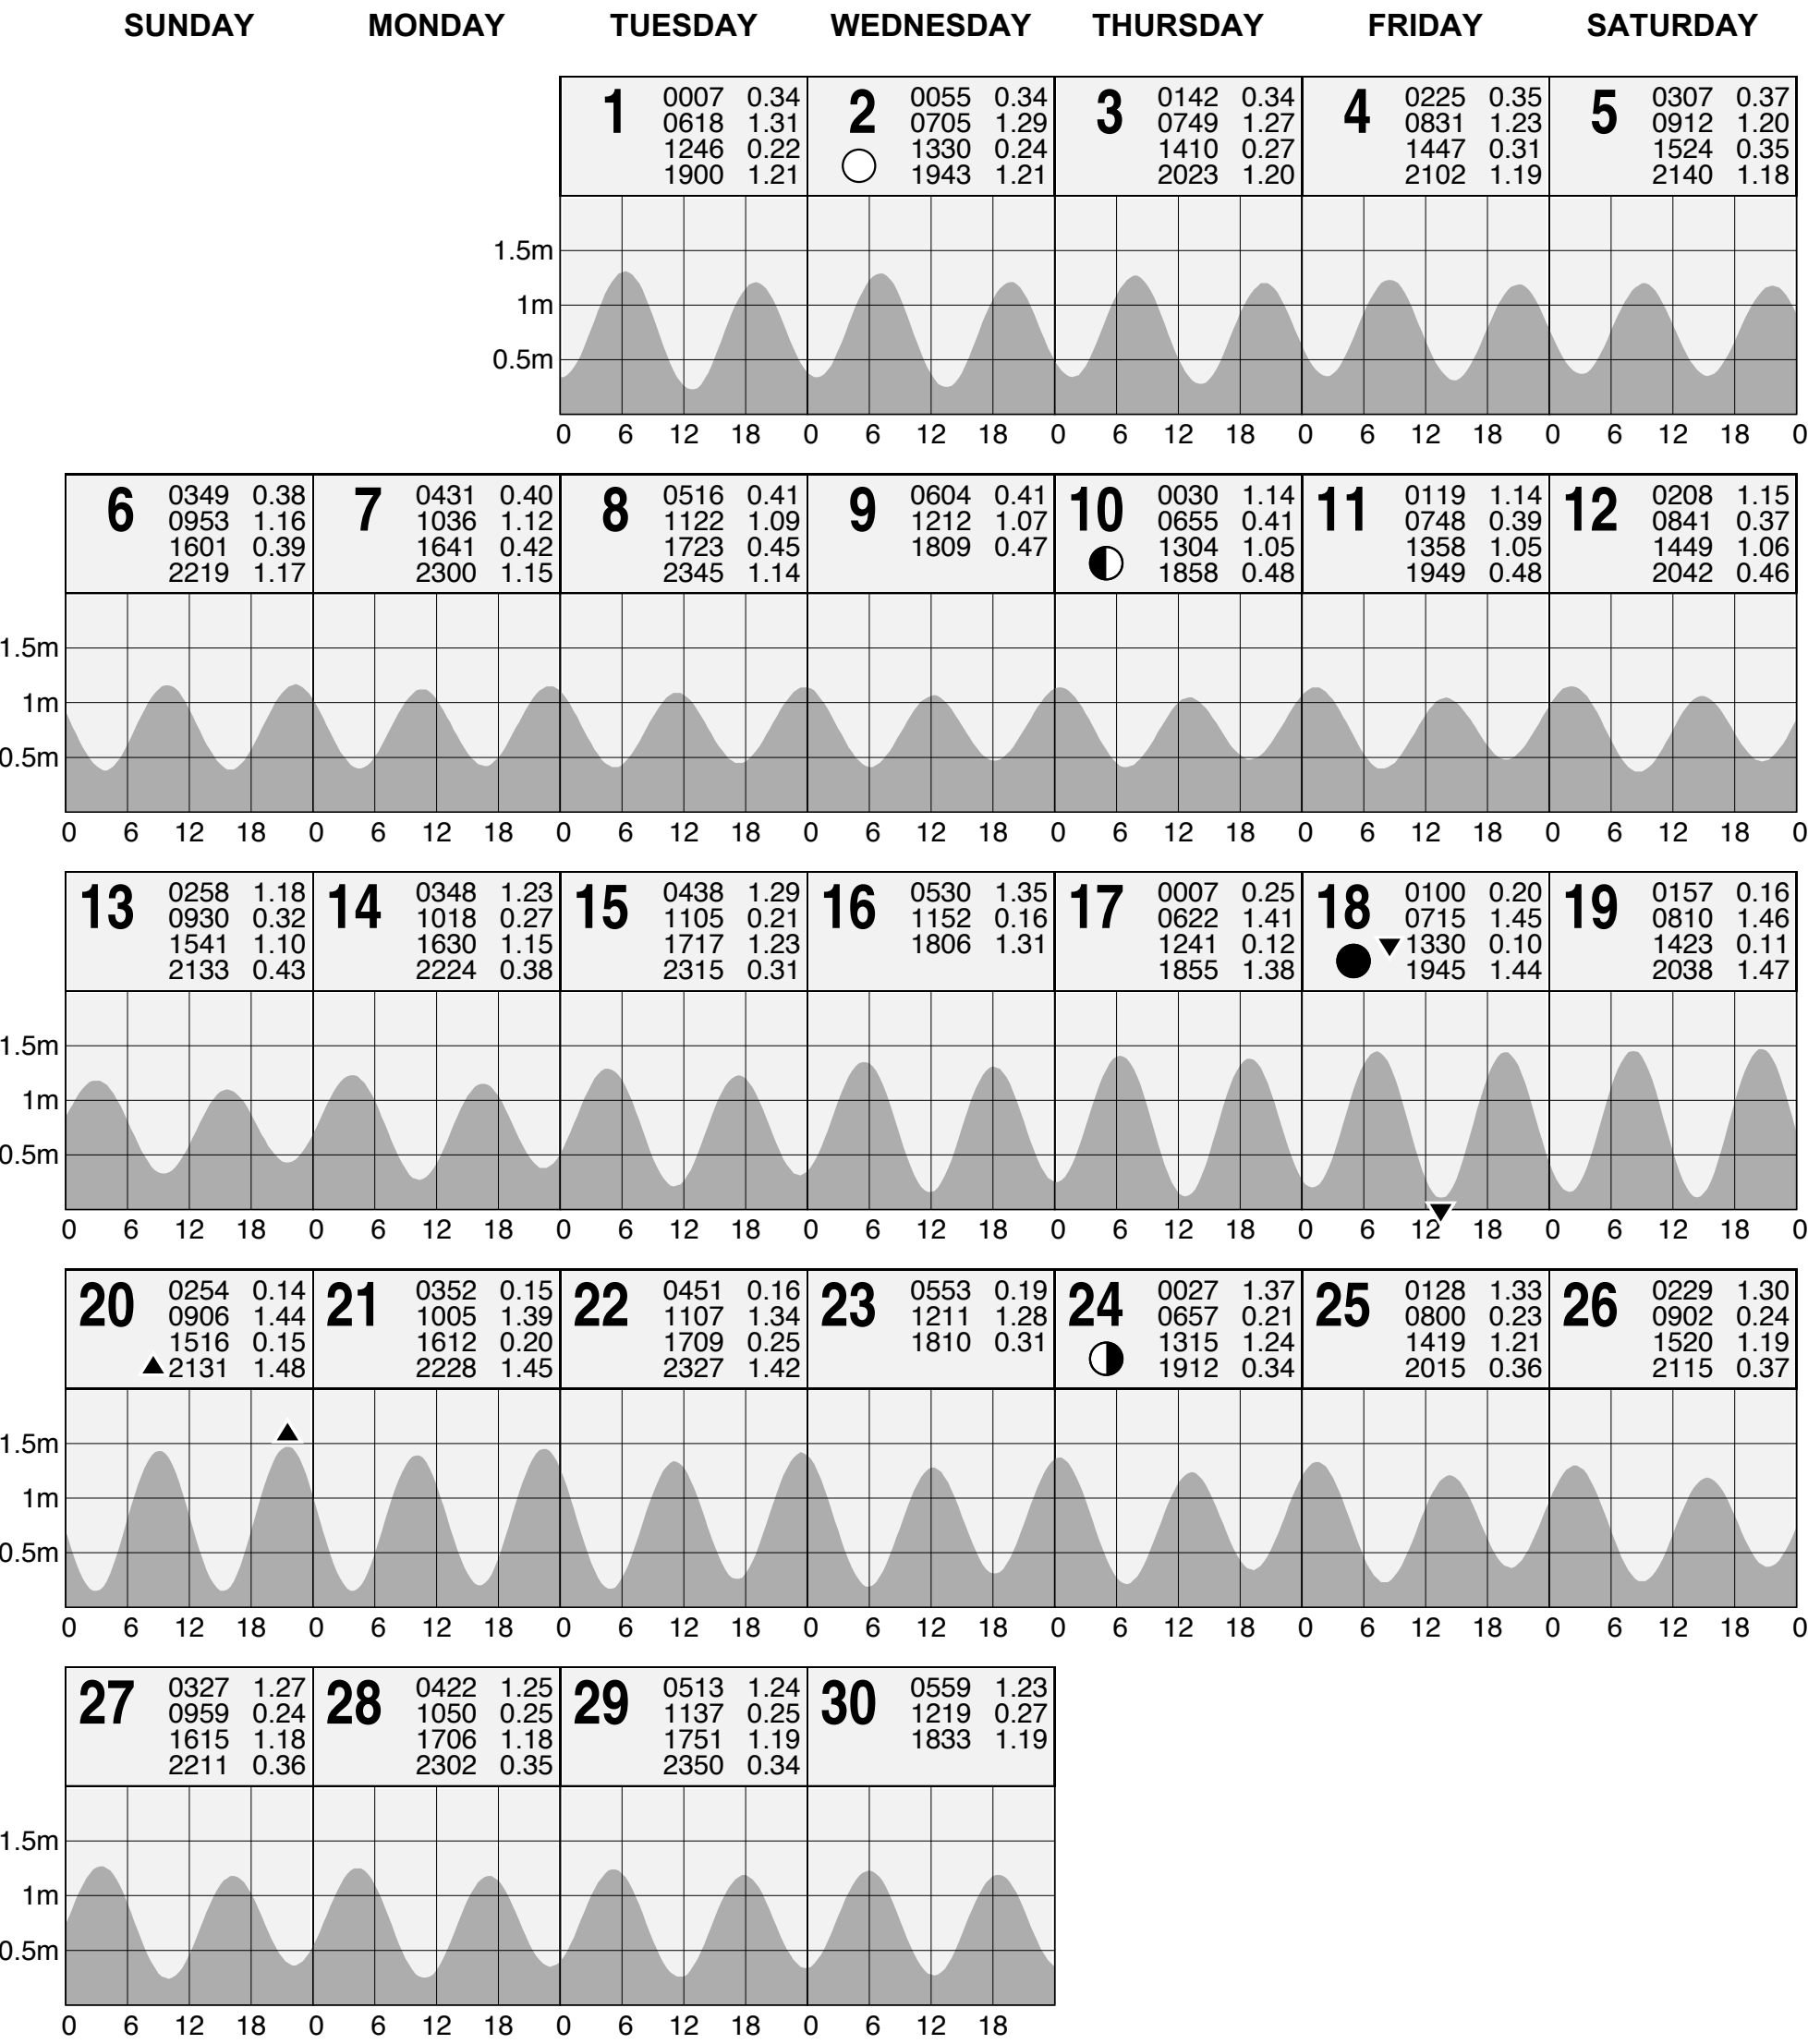 SUNDAY MONDAY TUESDAY WEDNESDAY THURSDAY FRIDAY SATURDAY
1 0007 0.34
0618 1.31
1246 0.22
1900 1.21
2 0055 0.34
0705 1.29
1330 0.24
1943 1.21
3 0142 0.34
0749 1.27
1410 0.27
2023 1.20
4 0225 0.35
0831 1.23
1447 0.31
2102 1.19
5 0307 0.37
0912 1.20
1524 0.35
2140 1.18
1.5m
1m
0.5m
0 6 12 18 0 6 12 18 0 6 12 18 0 6 12 18 0 6 12 18 0
6 0349 0.38
0953 1.16
1601 0.39
2219 1.17
7 0431 0.40
1036 1.12
1641 0.42
2300 1.15
8 0516 0.41
1122 1.09
1723 0.45
2345 1.14
9 0604 0.41
1212 1.07
1809 0.47
10 0030 1.14
0655 0.41
1304 1.05
1858 0.48
11 0119 1.14
0748 0.39
1358 1.05
1949 0.48
12 0208 1.15
0841 0.37
1449 1.06
2042 0.46
1.5m
1m
0.5m
0 6 12 18 0 6 12 18 0 6 12 18 0 6 12 18 0 6 12 18 0 6 12 18 0 6 12 18 0
13 0258 1.18
0930 0.32
1541 1.10
2133 0.43
14 0348 1.23
1018 0.27
1630 1.15
2224 0.38
15 0438 1.29
1105 0.21
1717 1.23
2315 0.31
16 0530 1.35
1152 0.16
1806 1.31
17 0007 0.25
0622 1.41
1241 0.12
1855 1.38
18 0100 0.20
0715 1.45
1330 0.10
1945 1.44
19 0157 0.16
0810 1.46
1423 0.11
2038 1.47
1.5m
1m
0.5m
0 6 12 18 0 6 12 18 0 6 12 18 0 6 12 18 0 6 12 18 0 6 12 18 0 6 12 18 0
20 0254 0.14
0906 1.44
1516 0.15
2131 1.48
21 0352 0.15
1005 1.39
1612 0.20
2228 1.45
22 0451 0.16
1107 1.34
1709 0.25
2327 1.42
23 0553 0.19
1211 1.28
1810 0.31
24 0027 1.37
0657 0.21
1315 1.24
1912 0.34
25 0128 1.33
0800 0.23
1419 1.21
2015 0.36
26 0229 1.30
0902 0.24
1520 1.19
2115 0.37
1.5m
1m
0.5m
0 6 12 18 0 6 12 18 0 6 12 18 0 6 12 18 0 6 12 18 0 6 12 18 0 6 12 18 0
27 0327 1.27
0959 0.24
1615 1.18
2211 0.36
28 0422 1.25
1050 0.25
1706 1.18
2302 0.35
29 0513 1.24
1137 0.25
1751 1.19
2350 0.34
30 0559 1.23
1219 0.27
1833 1.19
1.5m
1m
0.5m
0 6 12 18 0 6 12 18 0 6 12 18 0 6 12 18